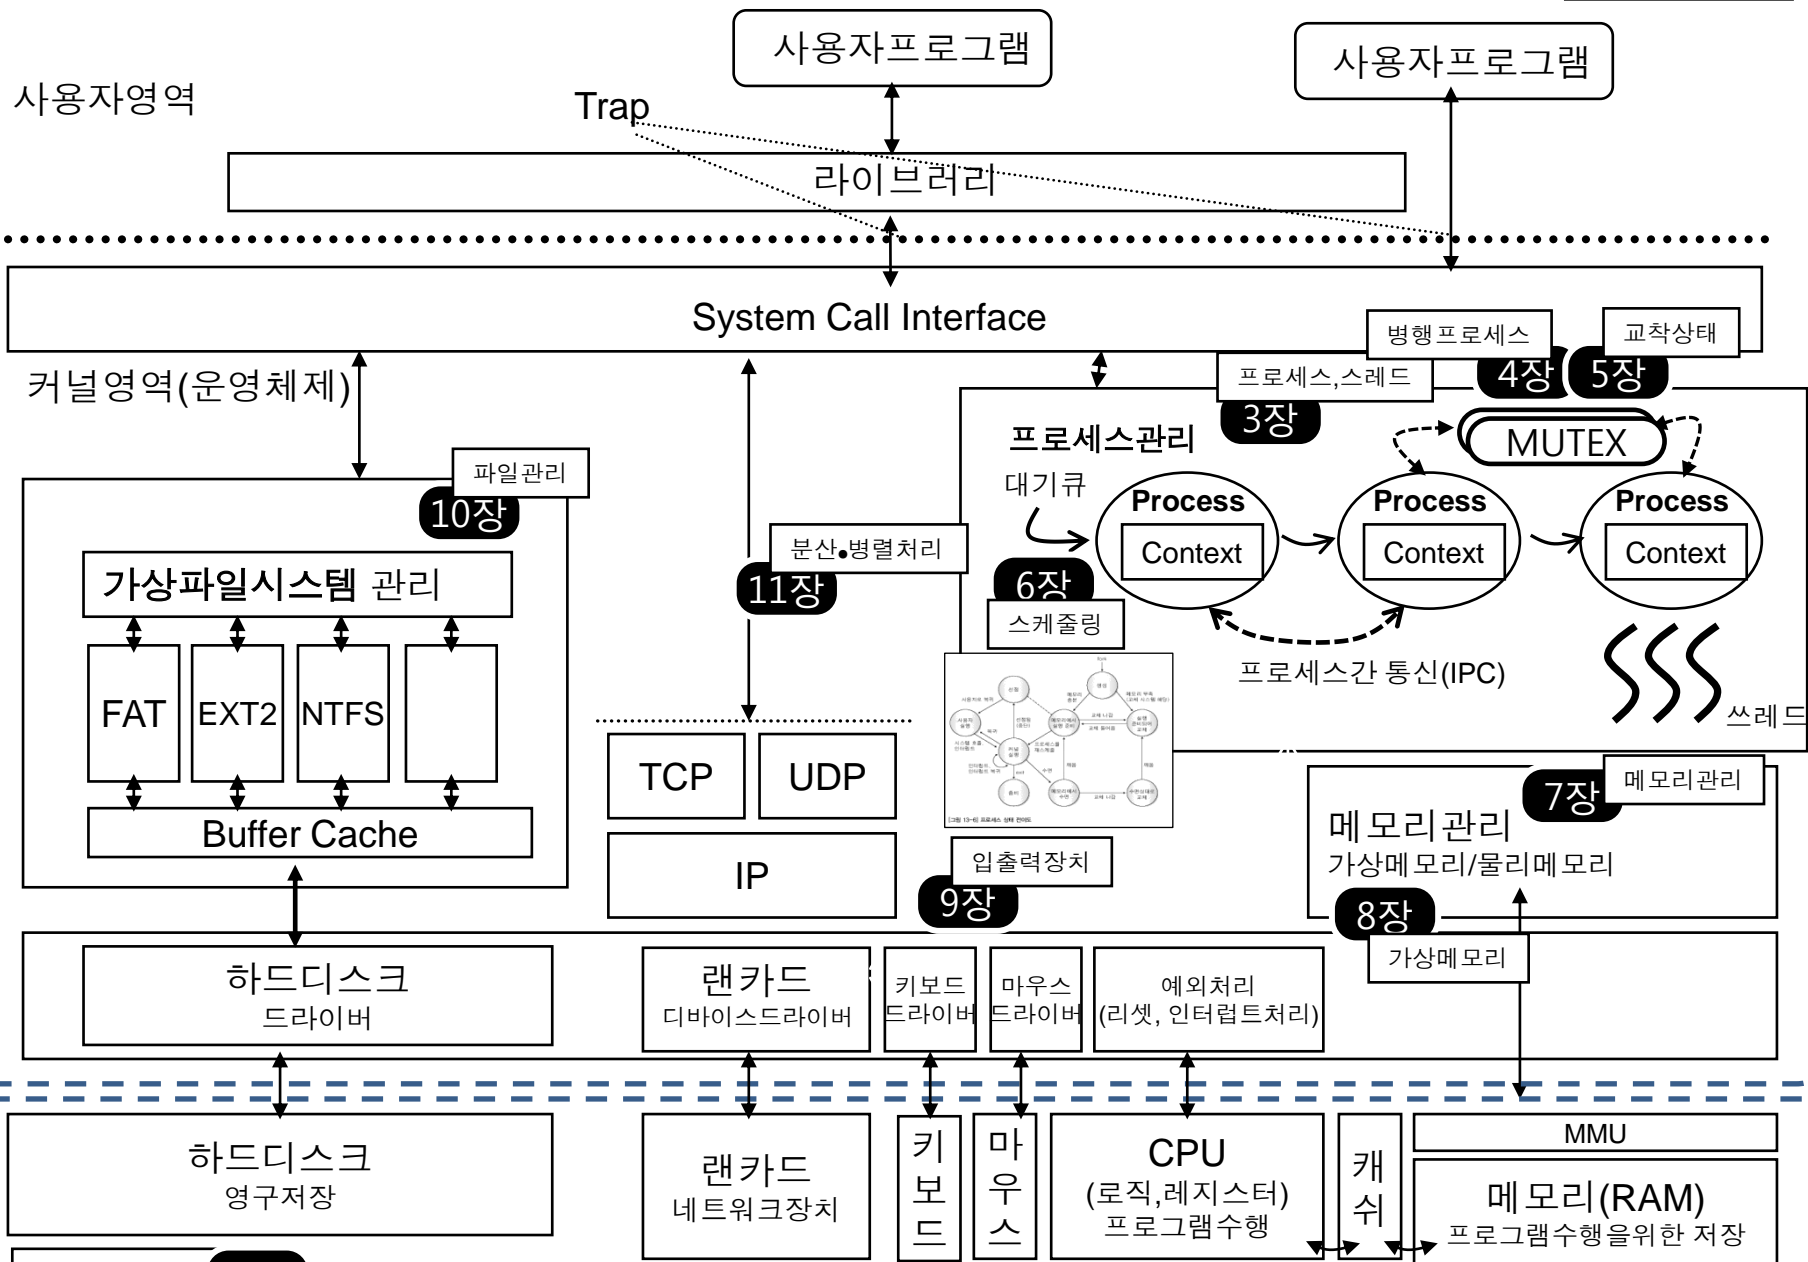 사용자프로그램
사용자프로그램
사용자영역
Trap
라이브러리
System Call Interface
병행프로세스
교착상태
4장
5장
프로세스,스레드
3장
커널영역(운영체제)
파일관리
10장
가상파일시스템 관리
FAT
EXT2
NTFS
Buffer Cache
분산•병렬처리
11장
TCP
UDP
IP
프로세스관리
대기큐
MUTEX
Process
Context
Process
Context
Process
Context
6장
스케줄링
프로세스간 통신(IPC)
쓰레드
[그림 13-6] 프로세스 상태 전이도
메모리관리
7장
메모리관리
가상메모리/물리메모리
8장
가상메모리
입출력장치
9장
하드디스크
드라이버
랜카드
디바이스드라이버
키보드
드라이버
마우스
드라이버
예외처리
(리셋, 인터럽트처리)
하드디스크
영구저장
랜카드
네트워크장치
키보드
마우스
CPU
(로직,레지스터)
프로그램수행
캐쉬
MMU
메모리(RAM)
프로그램수행을위한 저장